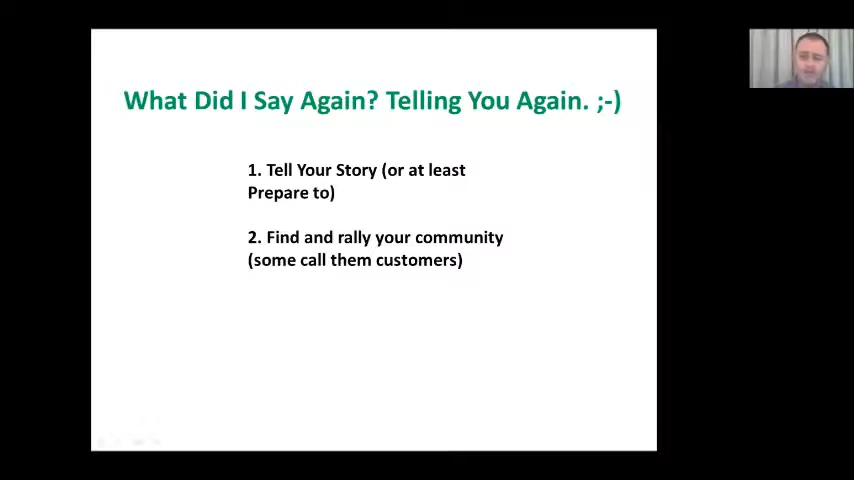 What Did I Say Again? Telling You Again. ;-)
1. Tell Your Story (or at least
Prepare to)
2. Find and rally your community
(some call them customers)